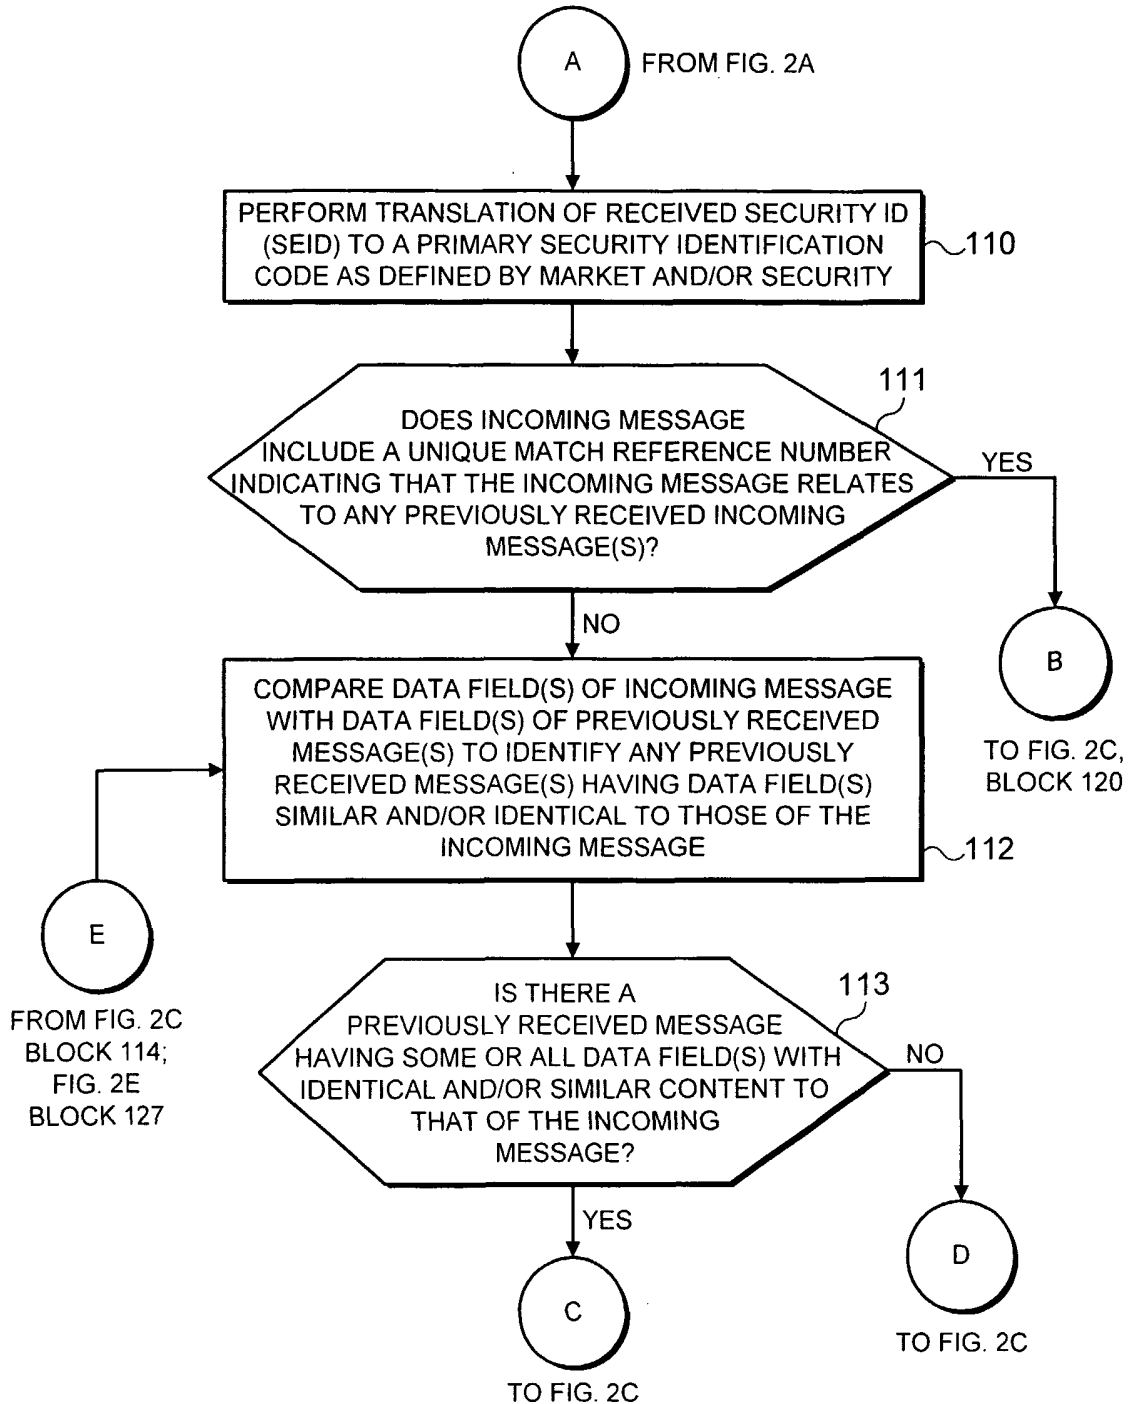 A
FROM FIG. 2A
PERFORM TRANSLATION OF RECEIVED SECURITY ID
(SEID) TO A PRIMARY SECURITY IDENTIFICATION
CODE AS DEFINED BY MARKET AND/OR SECURITY
110
111
DOES INCOMING MESSAGE
INCLUDE A UNIQUE MATCH REFERENCE NUMBER
INDICATING THAT THE INCOMING MESSAGE RELATES
TO ANY PREVIOUSLY RECEIVED INCOMING
MESSAGE(S)?
YES
NO
B
TO FIG. 2C,
BLOCK 120
COMPARE DATA FIELD(S) OF INCOMING MESSAGE
WITH DATA FIELD(S) OF PREVIOUSLY RECEIVED
MESSAGE(S) TO IDENTIFY ANY PREVIOUSLY
RECEIVED MESSAGE(S) HAVING DATA FIELD(S)
SIMILAR AND/OR IDENTICAL TO THOSE OF THE
INCOMING MESSAGE
112
E
FROM FIG. 2C
BLOCK 114;
FIG. 2E
BLOCK 127
113
IS THERE A
PREVIOUSLY RECEIVED MESSAGE
HAVING SOME OR ALL DATA FIELD(S) WITH
IDENTICAL AND/OR SIMILAR CONTENT TO
THAT OF THE INCOMING
MESSAGE?
NO
YES
D
TO FIG. 2C
C
TO FIG. 2C